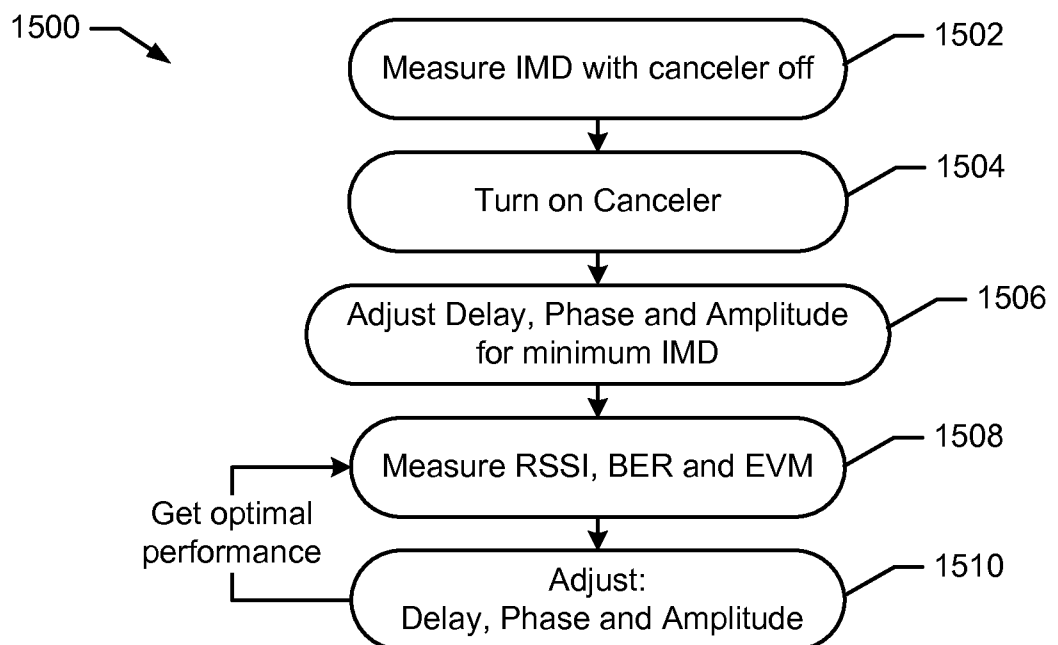 1500
1502
Measure IMD with canceler off
1504
Turn on Canceler
1506
Adjust Delay, Phase and Amplitude
for minimum IMD
1508
Measure RSSI, BER and EVM
Get optimal
performance
1510
Adjust:
Delay, Phase and Amplitude